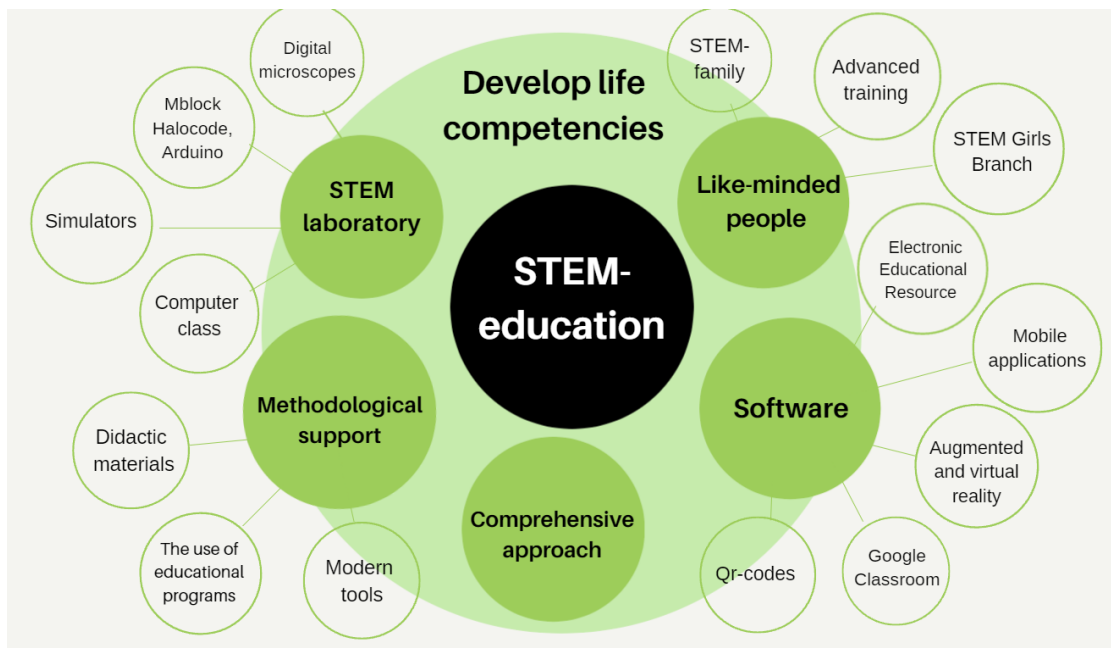 Develop life
competencies
STEM-
education
STEM
laboratory
Digital
microscopes
Mblock
Halocode,
Arduino
Simulators
Computer
class
Methodological
support
Didactic
materials
The use of
educational
programs
Modern
tools
Comprehensive
approach
Like-minded
people
STEM-
family
Advanced
training
STEM Girls
Branch
Software
Electronic
Educational
Resource
Mobile
applications
Augmented
and virtual
reality
Google
Classroom
Qr-codes